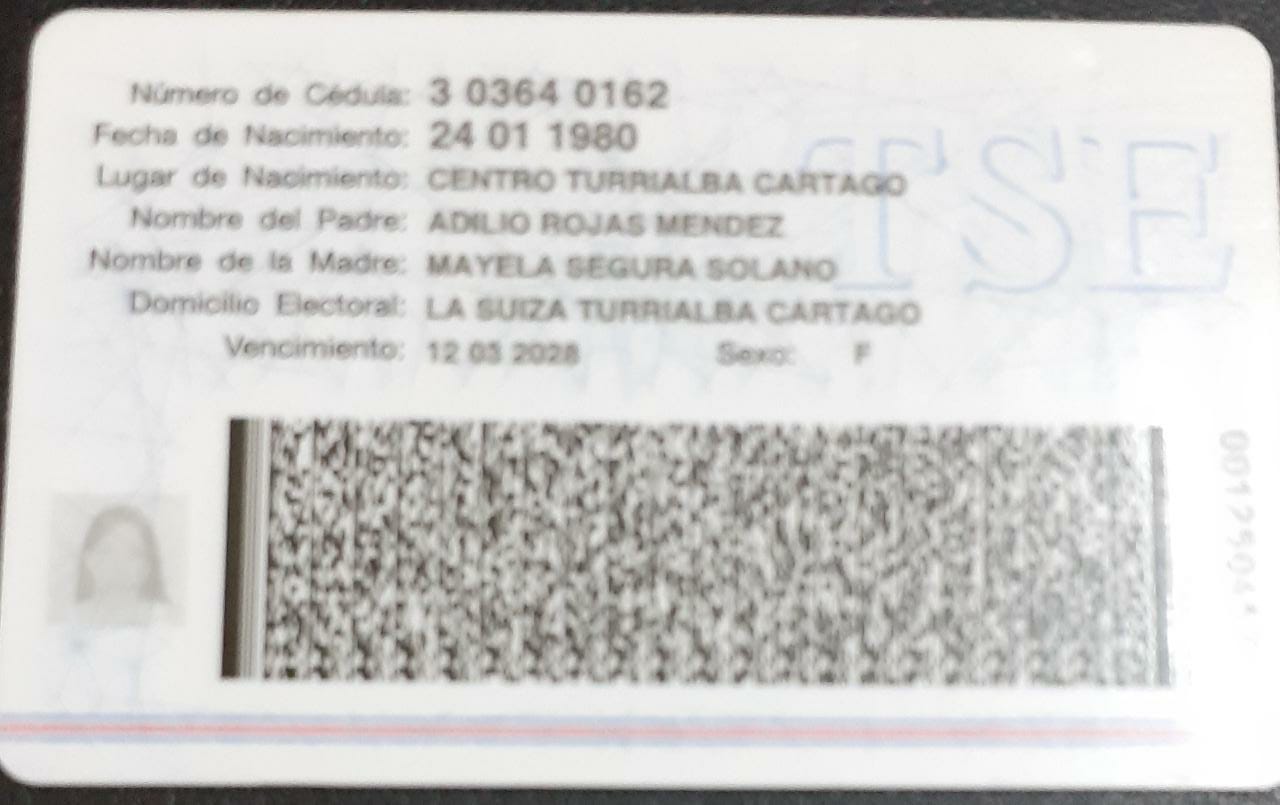 Número de Cédula: 3 0364 0162
Fecha de Nacimiento: 24 01 1980
Lugar de Nacimiento: CENTRO TURRIALBA CARTAGO
Nombre del Padre: ADILIO ROJAS MENDEZ
Nombre de la Madre: MAYELA SEGURA SOLANO
Domicilio Electoral: LA SUIZA TURRIALBA CARTAGO
Vencimiento: 12 03 2028 Sexo: F
TSE